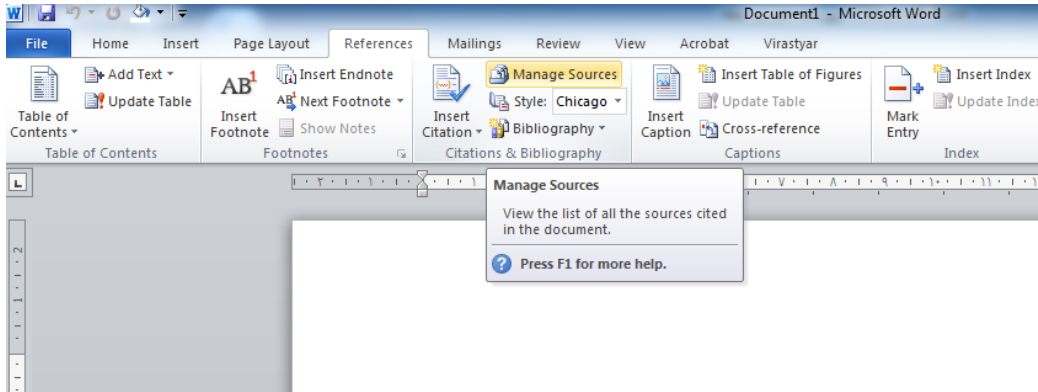 Document1 - Microsoft Word
File Home Insert Page Layout References Mailings Review View Acrobat Virastyar
Table of Contents
Add Text
Update Table
Table of Contents
AB1
Insert Footnote
Insert Endnote
AB1 Next Footnote
Show Notes
Footnotes
Insert Citation
Manage Sources
Style: Chicago
Bibliography
Citations & Bibliography
Insert Caption
Insert Table of Figures
Update Table
Cross-reference
Captions
Mark Entry
Insert Index
Update Index
Index
Manage Sources
View the list of all the sources cited
in the document.
Press F1 for more help.